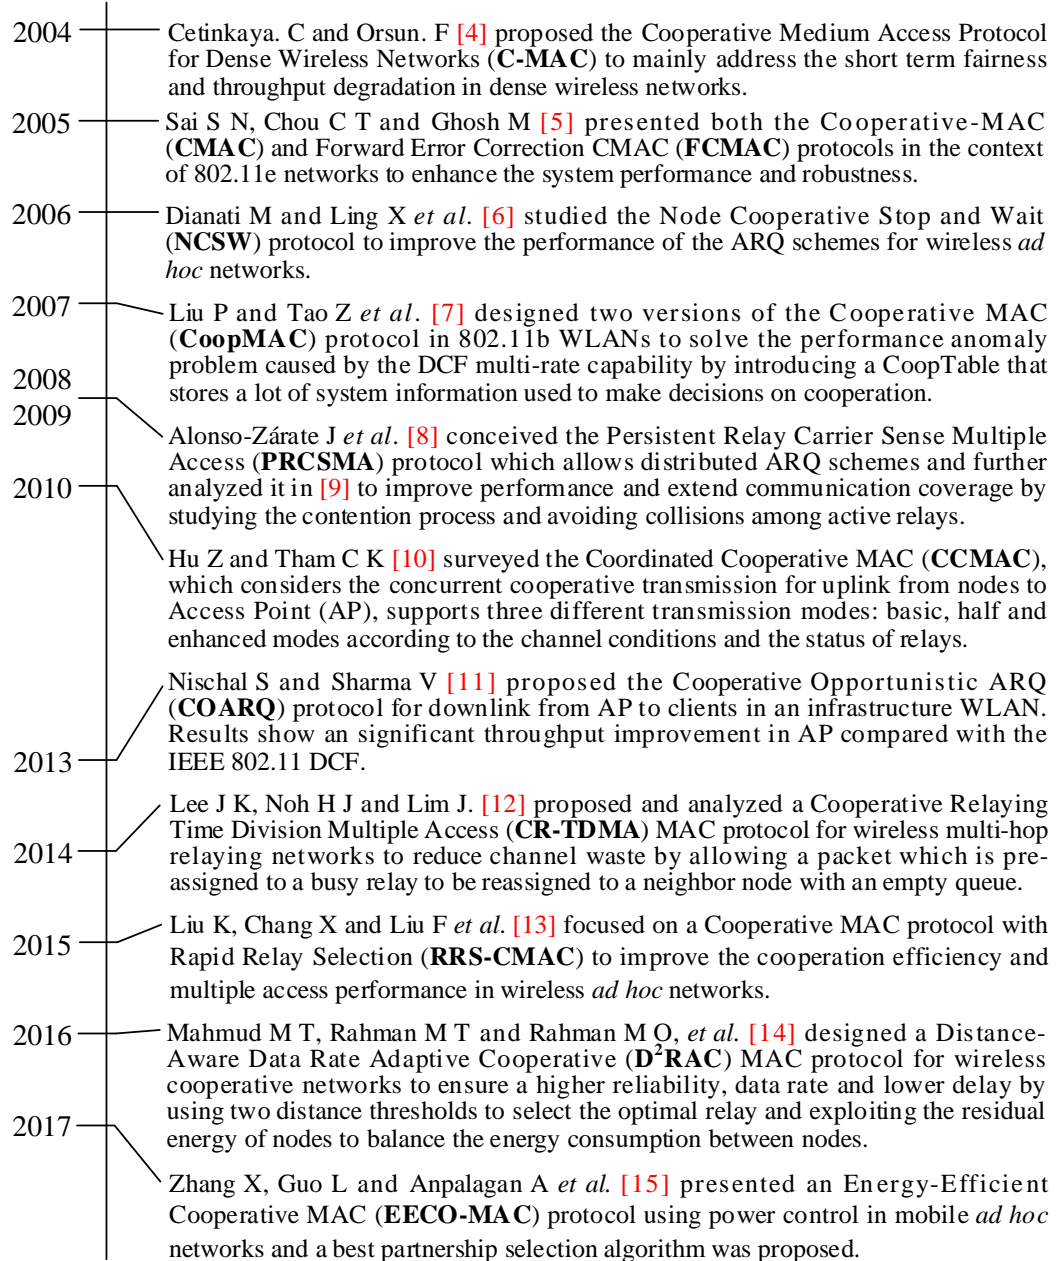 2004
Cetinkaya. C and Orsun. F [4] proposed the Cooperative Medium Access Protocol
for Dense Wireless Networks (C-MAC) to mainly address the short term fairness
and throughput degradation in dense wireless networks.
2005
Sai S N, Chou C T and Ghosh M [5] presented both the Cooperative-MAC
(CMAC) and Forward Error Correction CMAC (FCMAC) protocols in the context
of 802.11e networks to enhance the system performance and robustness.
2006
Dianati M and Ling X et al. [6] studied the Node Cooperative Stop and Wait
(NCSW) protocol to improve the performance of the ARQ schemes for wireless ad
hoc networks.
2007
Liu P and Tao Z et al. [7] designed two versions of the Cooperative MAC
(CoopMAC) protocol in 802.11b WLANs to solve the performance anomaly
problem caused by the DCF multi-rate capability by introducing a CoopTable that
stores a lot of system information used to make decisions on cooperation.
2008
2009
Alonso-Zárate J et al. [8] conceived the Persistent Relay Carrier Sense Multiple
Access (PRCSMA) protocol which allows distributed ARQ schemes and further
analyzed it in [9] to improve performance and extend communication coverage by
studying the contention process and avoiding collisions among active relays.
2010
Hu Z and Tham C K [10] surveyed the Coordinated Cooperative MAC (CCMAC),
which considers the concurrent cooperative transmission for uplink from nodes to
Access Point (AP), supports three different transmission modes: basic, half and
enhanced modes according to the channel conditions and the status of relays.
Nischal S and Sharma V [11] proposed the Cooperative Opportunistic ARQ
(COARQ) protocol for downlink from AP to clients in an infrastructure WLAN.
Results show an significant throughput improvement in AP compared with the
IEEE 802.11 DCF.
2013
Lee J K, Noh H J and Lim J. [12] proposed and analyzed a Cooperative Relaying
Time Division Multiple Access (CR-TDMA) MAC protocol for wireless multi-hop
relaying networks to reduce channel waste by allowing a packet which is pre-
assigned to a busy relay to be reassigned to a neighbor node with an empty queue.
2014
Liu K, Chang X and Liu F et al. [13] focused on a Cooperative MAC protocol with
Rapid Relay Selection (RRS-CMAC) to improve the cooperation efficiency and
multiple access performance in wireless ad hoc networks.
2015
2016
Mahmud M T, Rahman M T and Rahman M O, et al. [14] designed a Distance-
Aware Data Rate Adaptive Cooperative (D²RAC) MAC protocol for wireless
cooperative networks to ensure a higher reliability, data rate and lower delay by
using two distance thresholds to select the optimal relay and exploiting the residual
energy of nodes to balance the energy consumption between nodes.
2017
Zhang X, Guo L and Anpalagan A et al. [15] presented an Energy-Efficient
Cooperative MAC (EECO-MAC) protocol using power control in mobile ad hoc
networks and a best partnership selection algorithm was proposed.